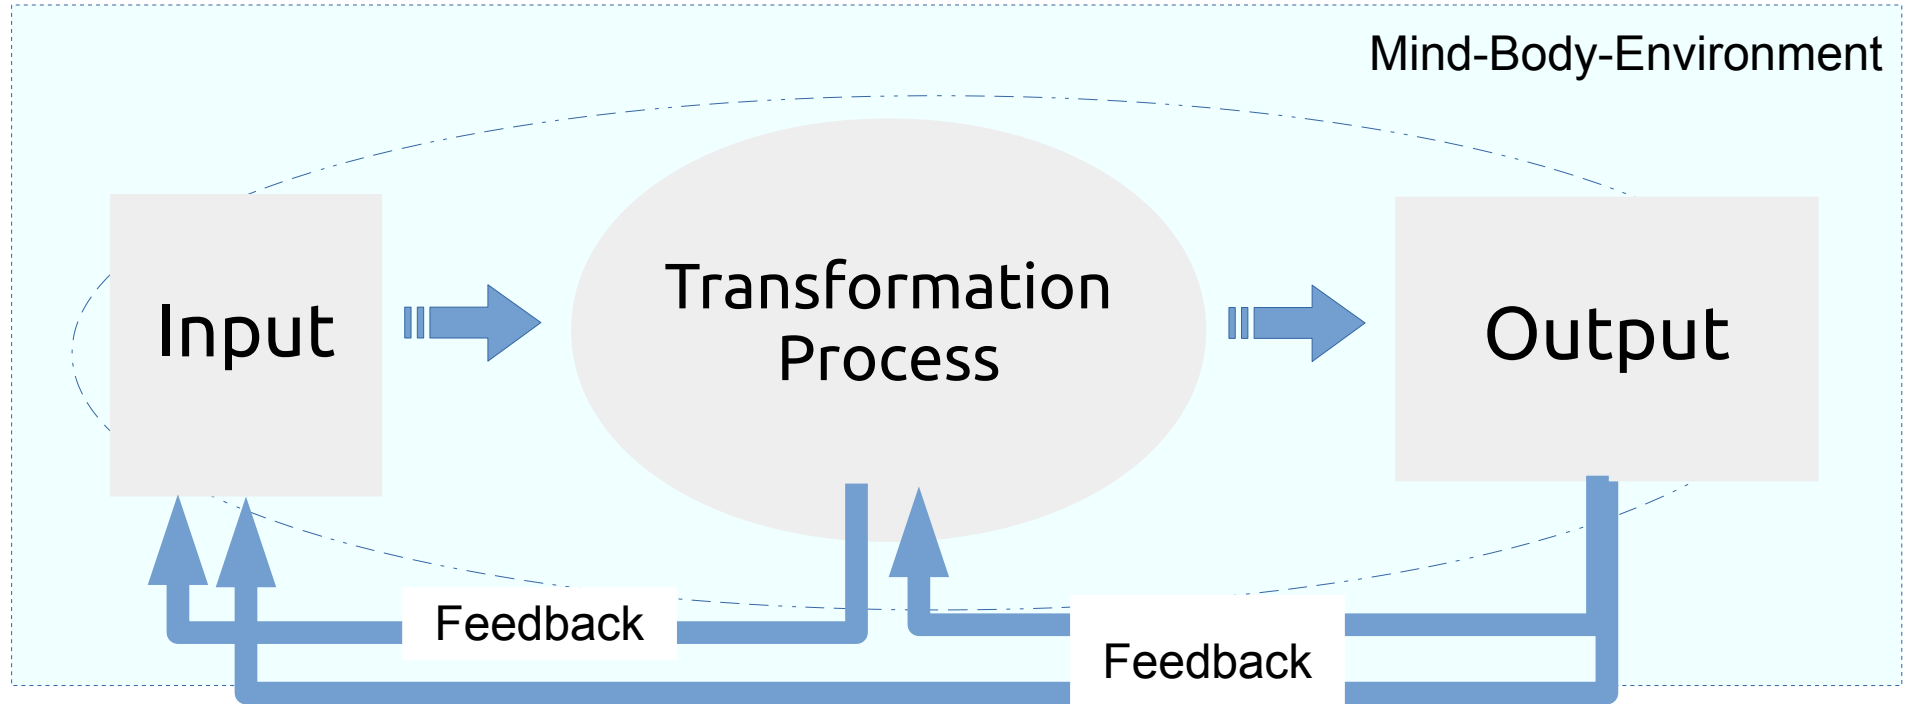 Mind-Body-Environment
Input
Transformation
Process
Output
Feedback
Feedback